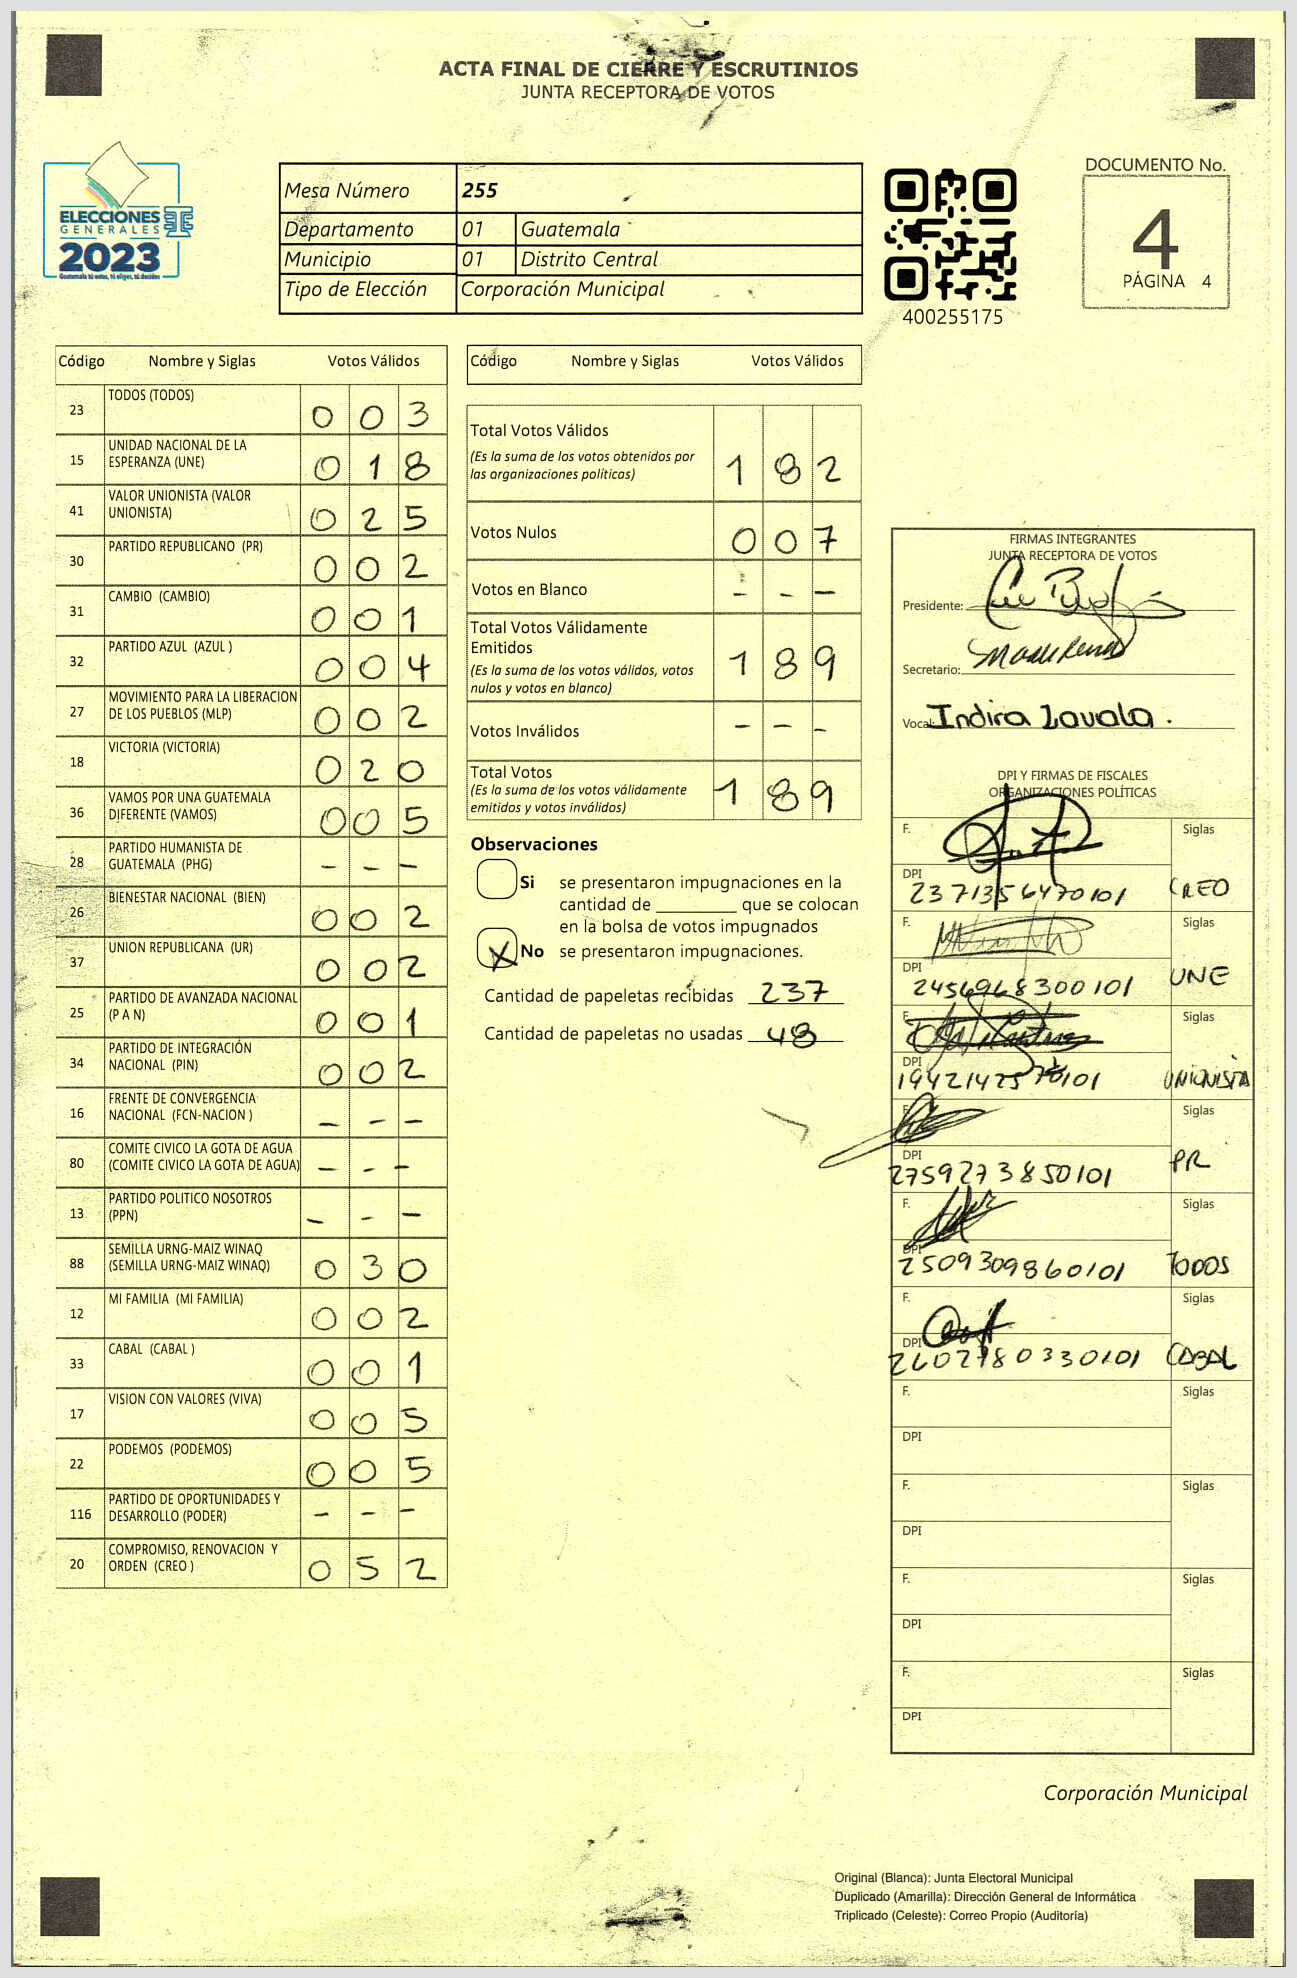 ACTA FINAL DE CIERRE Y ESCRUTINIOS
JUNTA RECEPTORA DE VOTOS
ELECCIONES
GENERALES
2023
Guatemala tú votas, tú eliges, tú decides
Mesa Número 255
Departamento 01 Guatemala
Municipio 01 Distrito Central
Tipo de Elección Corporación Municipal
400255175
DOCUMENTO No.
4
PÁGINA 4
Código Nombre y Siglas Votos Válidos
23 TODOS (TODOS) 0 0 3
15 UNIDAD NACIONAL DE LA
ESPERANZA (UNE) 0 1 8
41 VALOR UNIONISTA (VALOR
UNIONISTA) 0 2 5
30 PARTIDO REPUBLICANO (PR) 0 0 2
31 CAMBIO (CAMBIO) 0 0 1
32 PARTIDO AZUL (AZUL ) 0 0 4
27 MOVIMIENTO PARA LA LIBERACION
DE LOS PUEBLOS (MLP) 0 0 2
18 VICTORIA (VICTORIA) 0 2 0
36 VAMOS POR UNA GUATEMALA
DIFERENTE (VAMOS) 0 0 5
28 PARTIDO HUMANISTA DE
GUATEMALA (PHG) - - -
26 BIENESTAR NACIONAL (BIEN) 0 0 2
37 UNION REPUBLICANA (UR) 0 0 2
25 PARTIDO DE AVANZADA NACIONAL
(P A N) 0 0 1
34 PARTIDO DE INTEGRACIÓN
NACIONAL (PIN) 0 0 2
16 FRENTE DE CONVERGENCIA
NACIONAL (FCN-NACION ) - - -
80 COMITE CIVICO LA GOTA DE AGUA
(COMITE CIVICO LA GOTA DE AGUA) - - -
13 PARTIDO POLITICO NOSOTROS
(PPN) - - -
88 SEMILLA URNG-MAIZ WINAQ
(SEMILLA URNG-MAIZ WINAQ) 0 3 0
12 MI FAMILIA (MI FAMILIA) 0 0 2
33 CABAL (CABAL ) 0 0 1
17 VISION CON VALORES (VIVA) 0 0 5
22 PODEMOS (PODEMOS) 0 0 5
116 PARTIDO DE OPORTUNIDADES Y
DESARROLLO (PODER) - - -
20 COMPROMISO, RENOVACION Y
ORDEN (CREO ) 0 5 2
Código Nombre y Siglas Votos Válidos
Total Votos Válidos
(Es la suma de los votos obtenidos por
las organizaciones políticas) 1 8 2
Votos Nulos 0 0 7
Votos en Blanco - - -
Total Votos Válidamente
Emitidos
(Es la suma de los votos válidos, votos
nulos y votos en blanco) 1 8 9
Votos Inválidos - - -
Total Votos
(Es la suma de los votos válidamente
emitidos y votos inválidos) 1 8 9
Observaciones
Si se presentaron impugnaciones en la
cantidad de ________ que se colocan
en la bolsa de votos impugnados
X No se presentaron impugnaciones.
Cantidad de papeletas recibidas 237
Cantidad de papeletas no usadas 48
FIRMAS INTEGRANTES
JUNTA RECEPTORA DE VOTOS
Presidente:
Secretario:
Vocal: Indira Zavala.
DPI Y FIRMAS DE FISCALES
ORGANIZACIONES POLÍTICAS
F. Siglas
DPI 2371356470101 CREO
F. Siglas
DPI 2456968300101 UNE
F. Siglas
DPI UNIONISTA
F. Siglas
DPI 2759273850101 PR
F. Siglas
DPI 2509309860101 TODOS
F. Siglas
DPI 2602780330101 CABAL
F. Siglas
DPI
F. Siglas
DPI
F. Siglas
DPI
F. Siglas
DPI
Corporación Municipal
Original (Blanca): Junta Electoral Municipal
Duplicado (Amarilla): Dirección General de Informática
Triplicado (Celeste): Correo Propio (Auditoría)